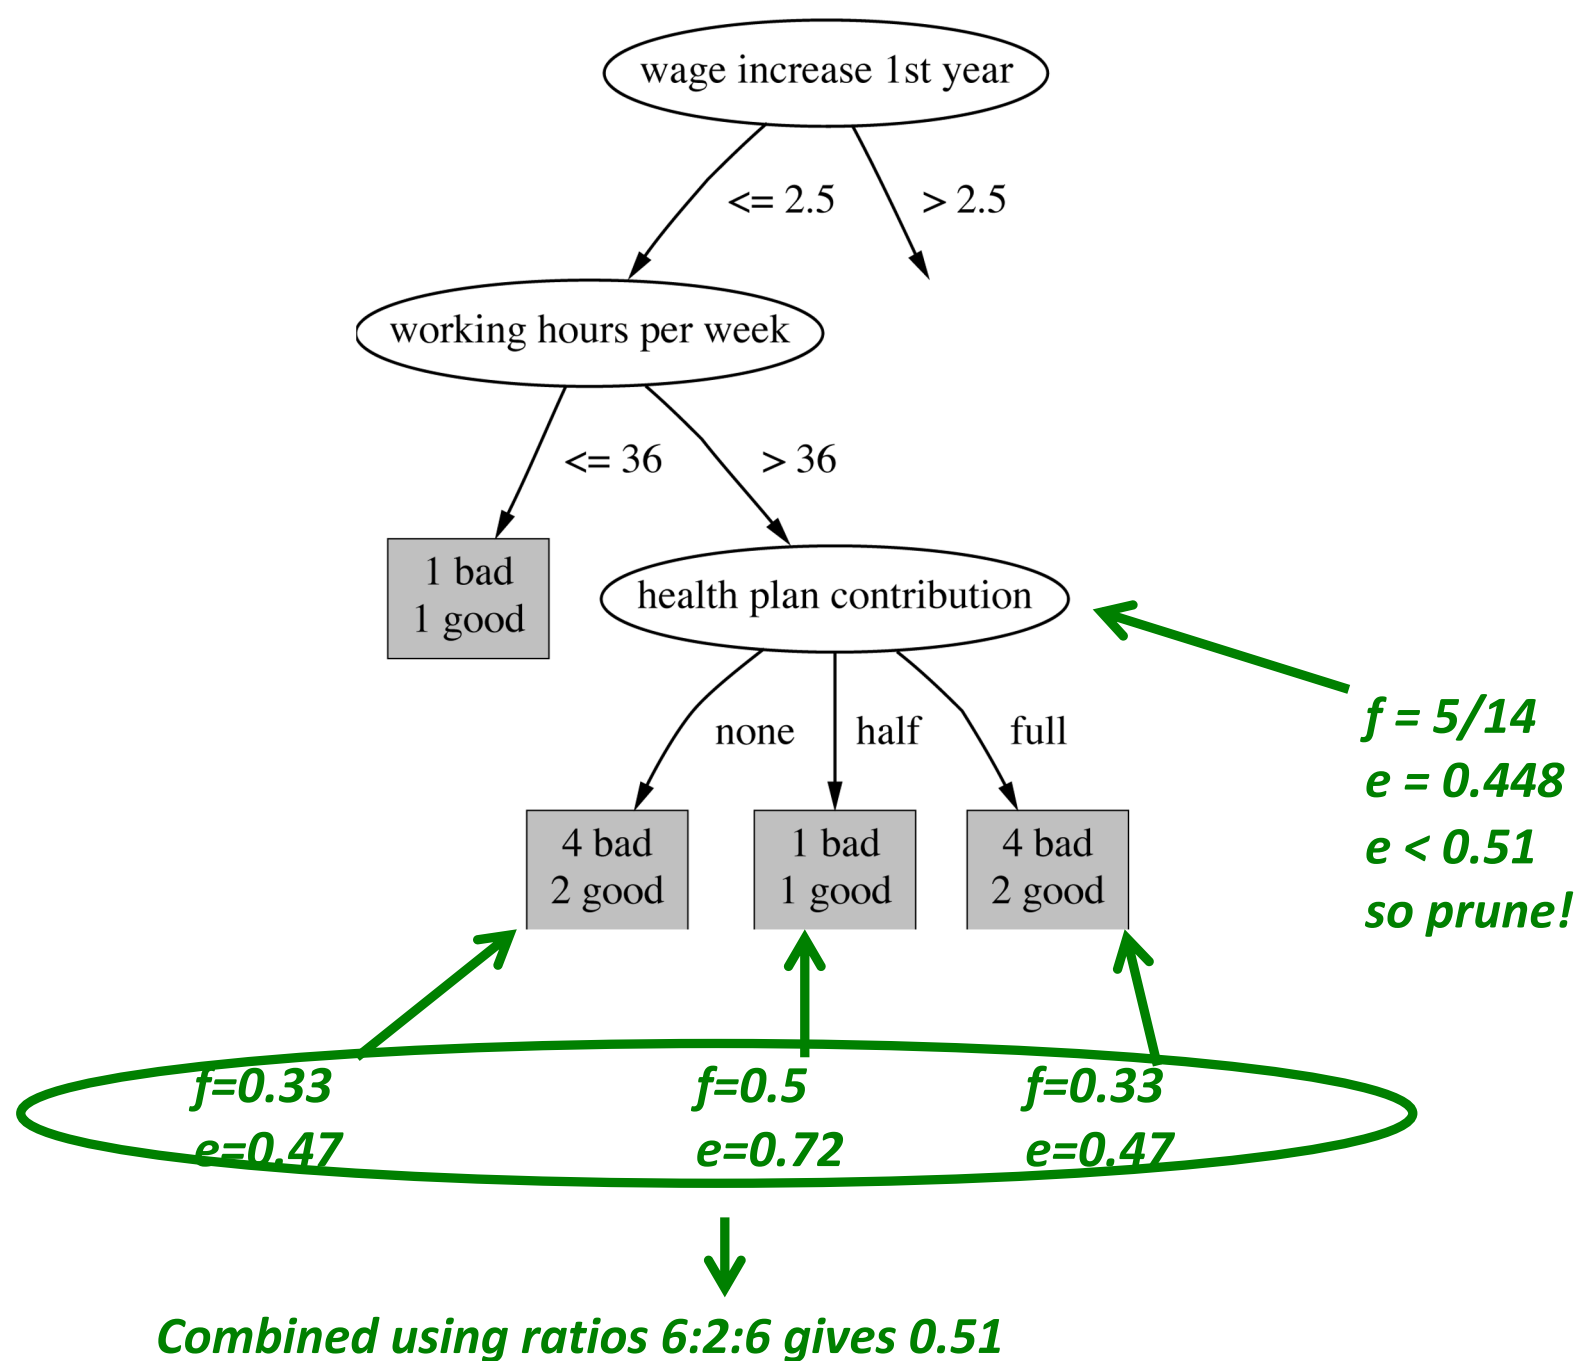 wage increase 1st year
<= 2.5
> 2.5
working hours per week
<= 36
> 36
1 bad
1 good
health plan contribution
none
half
full
f = 5/14
e = 0.448
e < 0.51
so prune!
4 bad
2 good
1 bad
1 good
4 bad
2 good
f=0.33
e=0.47
f=0.5
e=0.72
f=0.33
e=0.47
Combined using ratios 6:2:6 gives 0.51